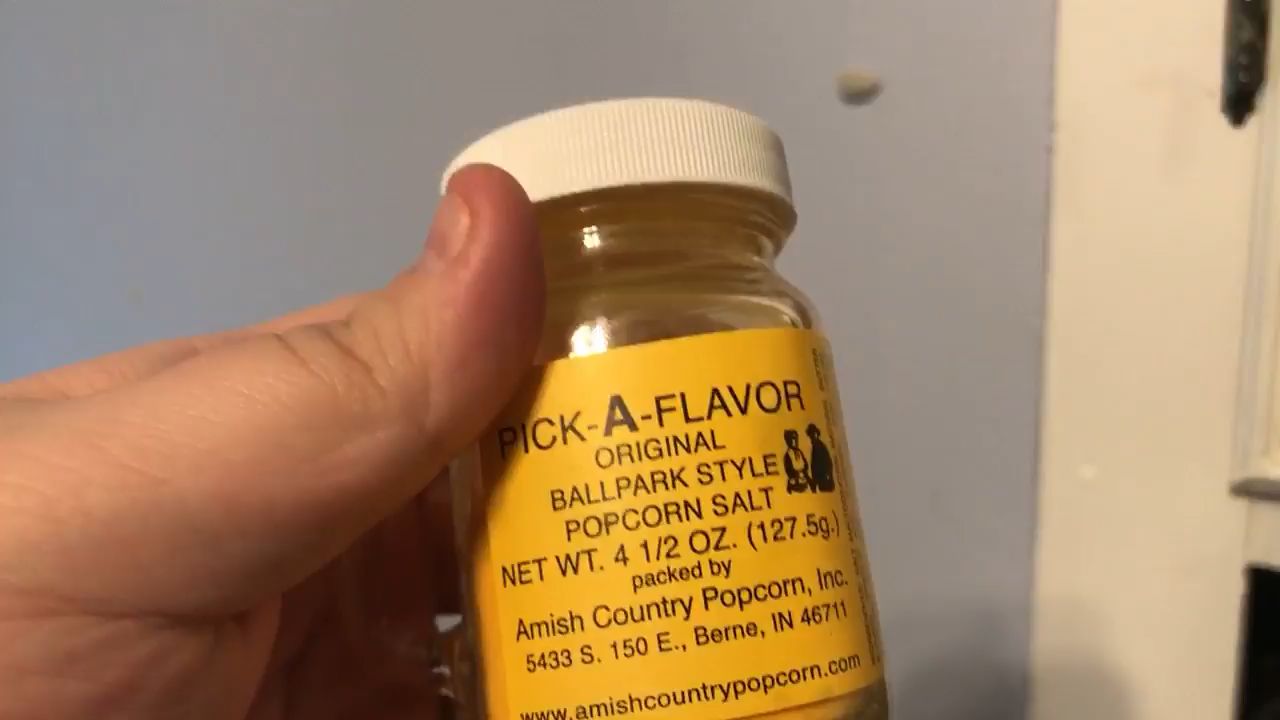 PICK-A-FLAVOR
ORIGINAL
BALLPARK STYLE
POPCORN SALT
NET WT. 4 1/2 OZ. (127.5g.)
packed by
Amish Country Popcorn, Inc.
5433 S. 150 E., Berne, IN 46711
www.amishcountrypopcorn.com